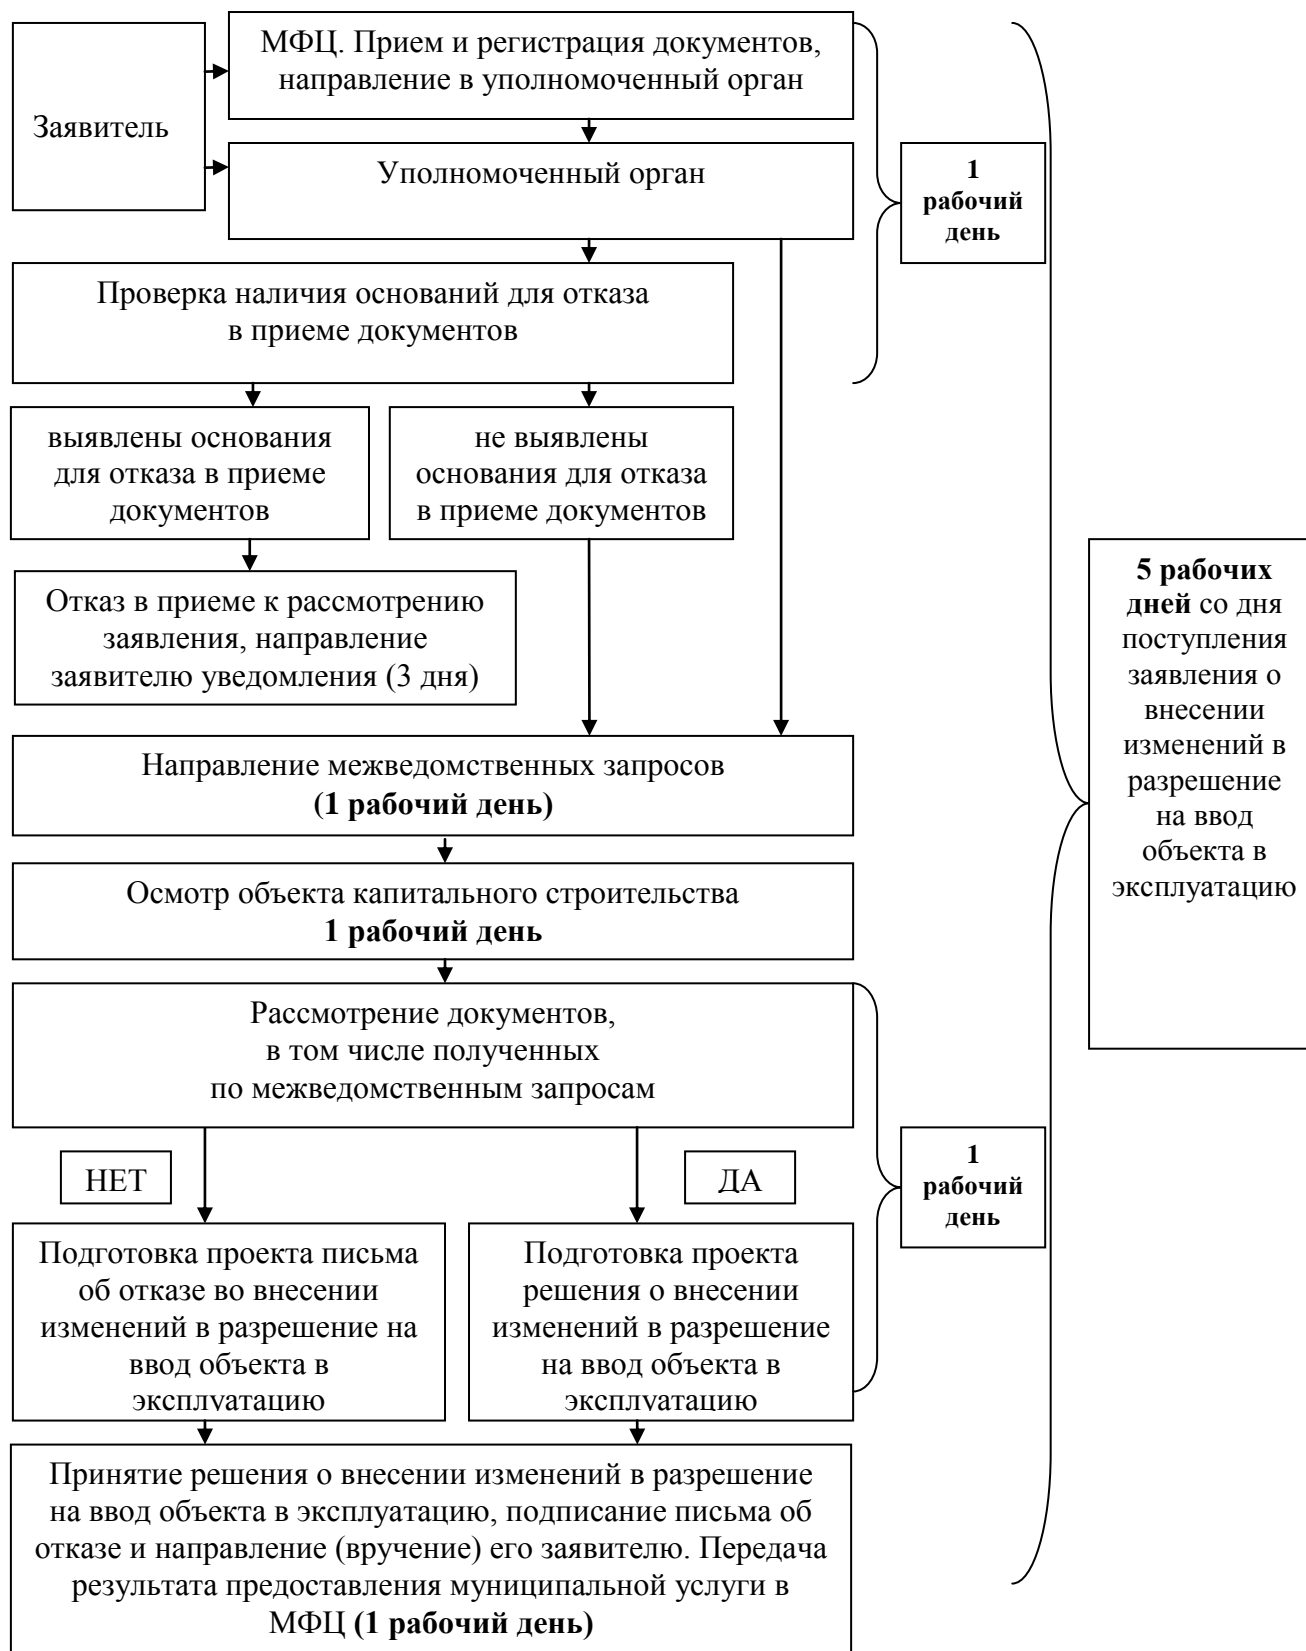 МФЦ. Прием и регистрация документов,
направление в уполномоченный орган
Заявитель
Уполномоченный орган
1
рабочий
день
Проверка наличия оснований для отказа
в приеме документов
выявлены основания
для отказа в приеме
документов
не выявлены
основания для отказа
в приеме документов
Отказ в приеме к рассмотрению
заявления, направление
заявителю уведомления (3 дня)
5 рабочих
дней со дня
поступления
заявления о
внесении
изменений в
разрешение
на ввод
объекта в
эксплуатацию
Направление межведомственных запросов
(1 рабочий день)
Осмотр объекта капитального строительства
1 рабочий день
Рассмотрение документов,
в том числе полученных
по межведомственным запросам
НЕТ
ДА
1
рабочий
день
Подготовка проекта письма
об отказе во внесении
изменений в разрешение на
ввод объекта в
эксплуатацию
Подготовка проекта
решения о внесении
изменений в разрешение
на ввод объекта в
эксплуатацию
Принятие решения о внесении изменений в разрешение
на ввод объекта в эксплуатацию, подписание письма об
отказе и направление (вручение) его заявителю. Передача
результата предоставления муниципальной услуги в
МФЦ (1 рабочий день)